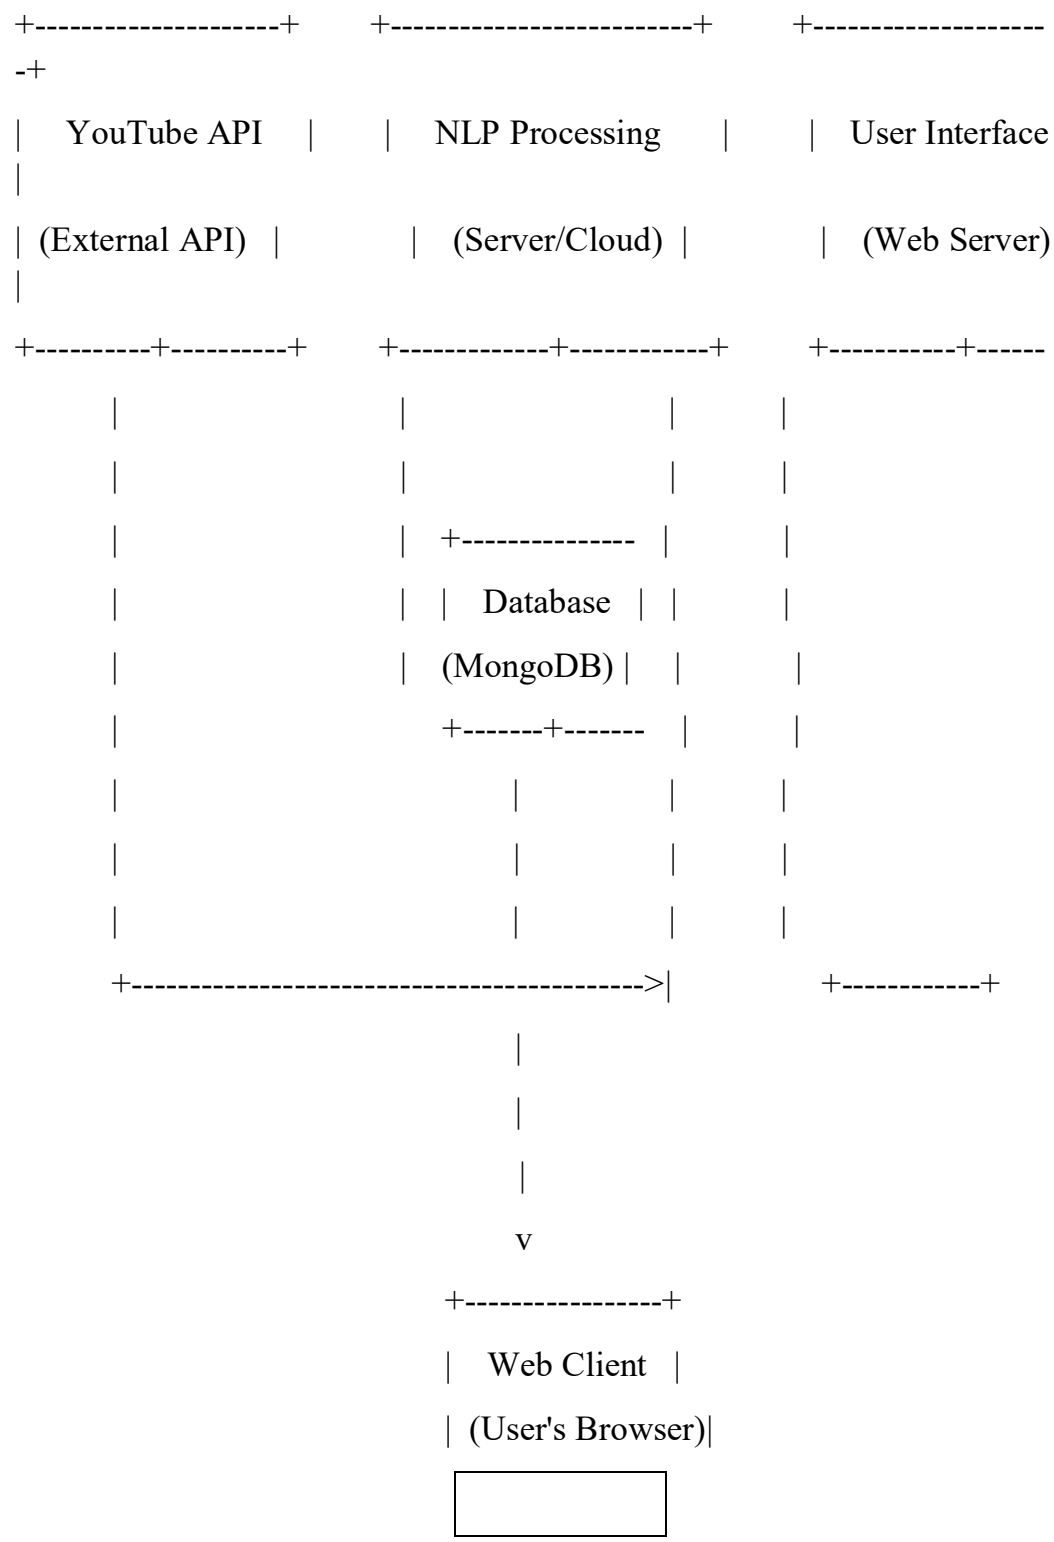 +---------------------+ +--------------------------+ +--------------------
-+
| YouTube API | | NLP Processing | | User Interface
|
| (External API) | | (Server/Cloud) | | (Web Server)
|
+----------+----------+ +-------------+------------+ +-----------+------
| | | |
| | | |
| | +--------------- | |
| | | Database | | |
| | (MongoDB) | | |
| +-------+------- | |
| | | |
| | | |
| | | |
+--------------------------------------------->| +------------+
|
|
|
v
+-----------------+
| Web Client |
| (User's Browser)|